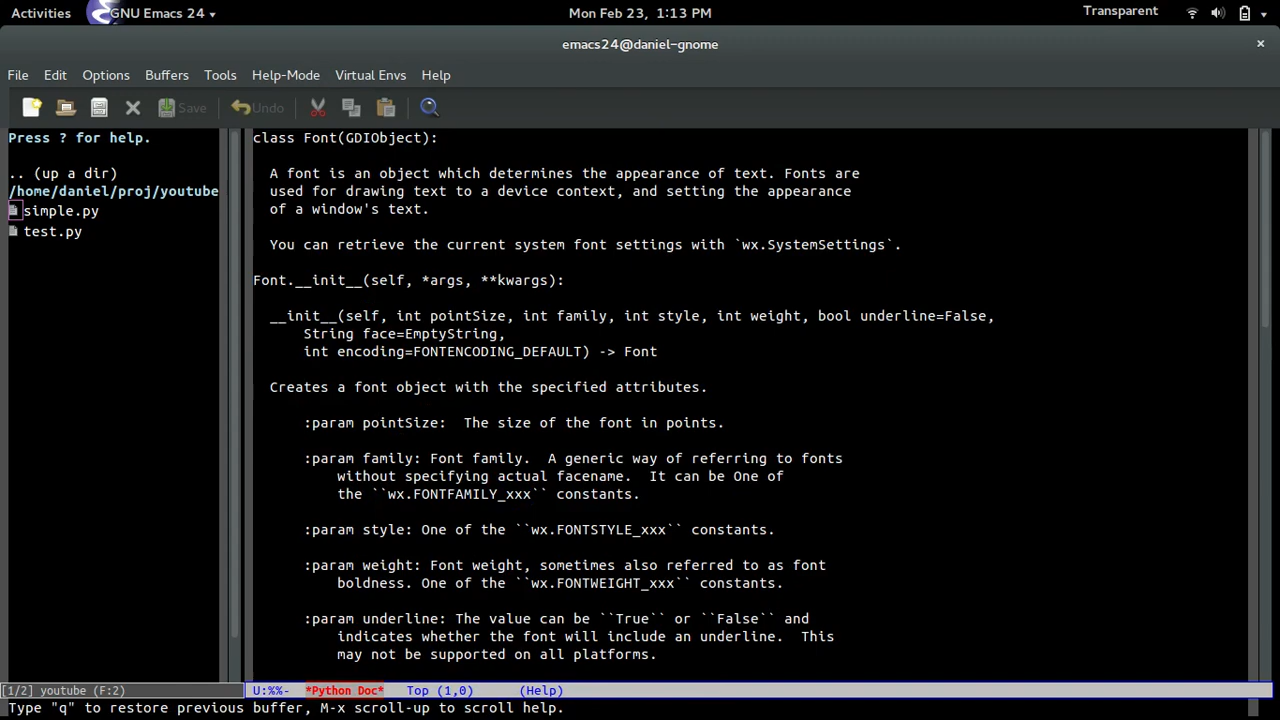 Activities GNU Emacs 24 Mon Feb 23, 1:13 PM Transparent
emacs24@daniel-gnome
File Edit Options Buffers Tools Help-Mode Virtual Envs Help
Save Undo
Press ? for help.
.. (up a dir)
/home/daniel/proj/youtube
simple.py
test.py
class Font(GDIObject):
A font is an object which determines the appearance of text. Fonts are
used for drawing text to a device context, and setting the appearance
of a window's text.
You can retrieve the current system font settings with `wx.SystemSettings`.
Font.__init__(self, *args, **kwargs):
__init__(self, int pointSize, int family, int style, int weight, bool underline=False,
String face=EmptyString,
int encoding=FONTENCODING_DEFAULT) -> Font
Creates a font object with the specified attributes.
:param pointSize:  The size of the font in points.
:param family: Font family.  A generic way of referring to fonts
without specifying actual facename.  It can be One of
the ``wx.FONTFAMILY_xxx`` constants.
:param style: One of the ``wx.FONTSTYLE_xxx`` constants.
:param weight: Font weight, sometimes also referred to as font
boldness. One of the ``wx.FONTWEIGHT_xxx`` constants.
:param underline: The value can be ``True`` or ``False`` and
indicates whether the font will include an underline.  This
may not be supported on all platforms.
[1/2] youtube (F:2)
U:%%-  *Python Doc*   Top (1,0)      (Help)
Type "q" to restore previous buffer, M-x scroll-up to scroll help.